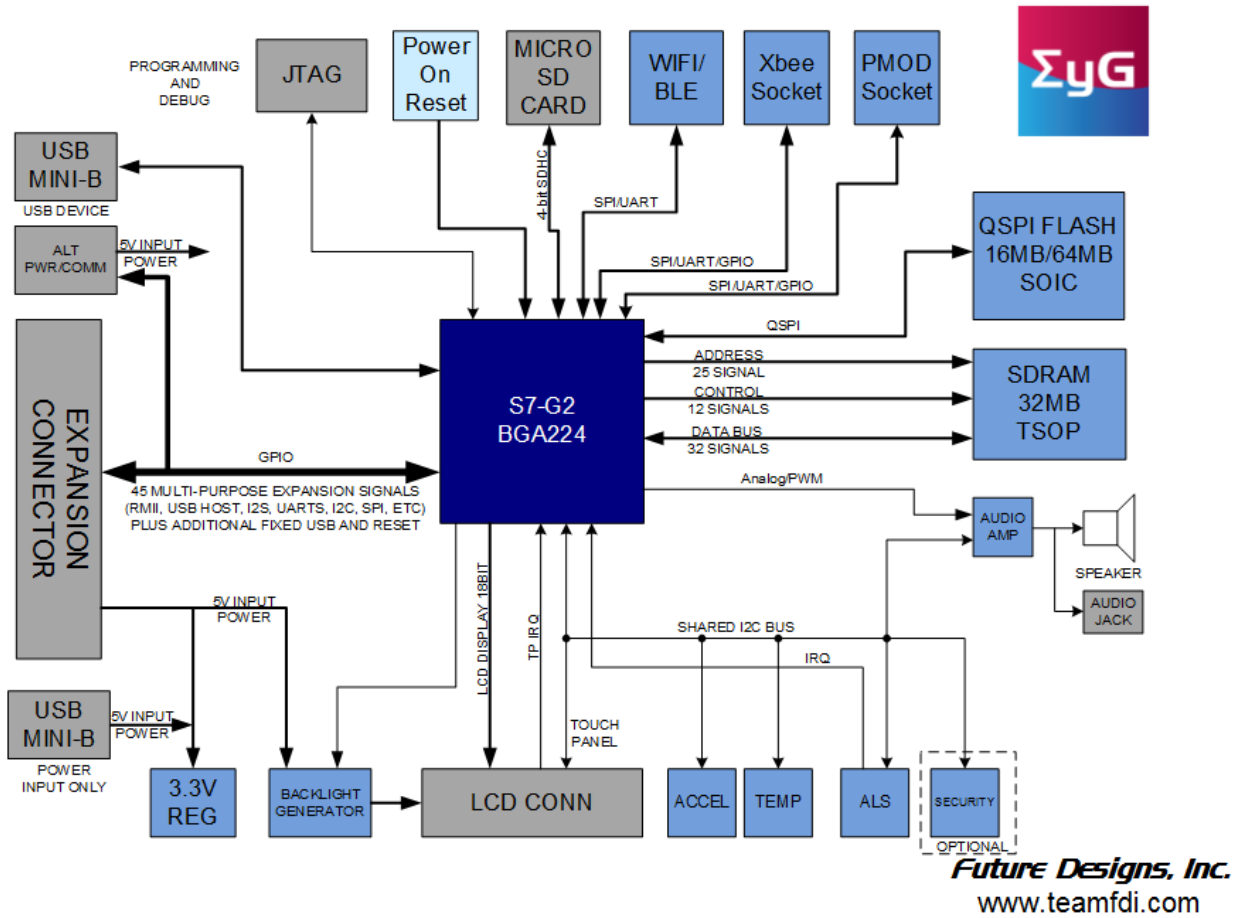 PROGRAMMING
AND
DEBUG
JTAG
Power
On
Reset
MICRO
SD
CARD
WIFI/
BLE
Xbee
Socket
PMOD
Socket
ΣyG
USB
MINI-B
USB DEVICE
4-bit SDHC
SPI/UART
ALT
PWR/COMM
5V INPUT
POWER
SPI/UART/GPIO
SPI/UART/GPIO
QSPI FLASH
16MB/64MB
SOIC
QSPI
EXPANSION
CONNECTOR
S7-G2
BGA224
ADDRESS
25 SIGNAL
CONTROL
12 SIGNALS
DATA BUS
32 SIGNALS
SDRAM
32MB
TSOP
GPIO
45 MULTI-PURPOSE EXPANSION SIGNALS
(RMII, USB HOST, I2S, UARTS, I2C, SPI, ETC)
PLUS ADDITIONAL FIXED USB AND RESET
Analog/PWM
AUDIO
AMP
SPEAKER
AUDIO
JACK
5V INPUT
POWER
LCD DISPLAY 18BIT
TP IRQ
SHARED I2C BUS
IRQ
USB
MINI-B
5V INPUT
POWER
POWER
INPUT ONLY
TOUCH
PANEL
3.3V
REG
BACKLIGHT
GENERATOR
LCD CONN
ACCEL
TEMP
ALS
SECURITY
OPTIONAL
Future Designs, Inc.
www.teamfdi.com